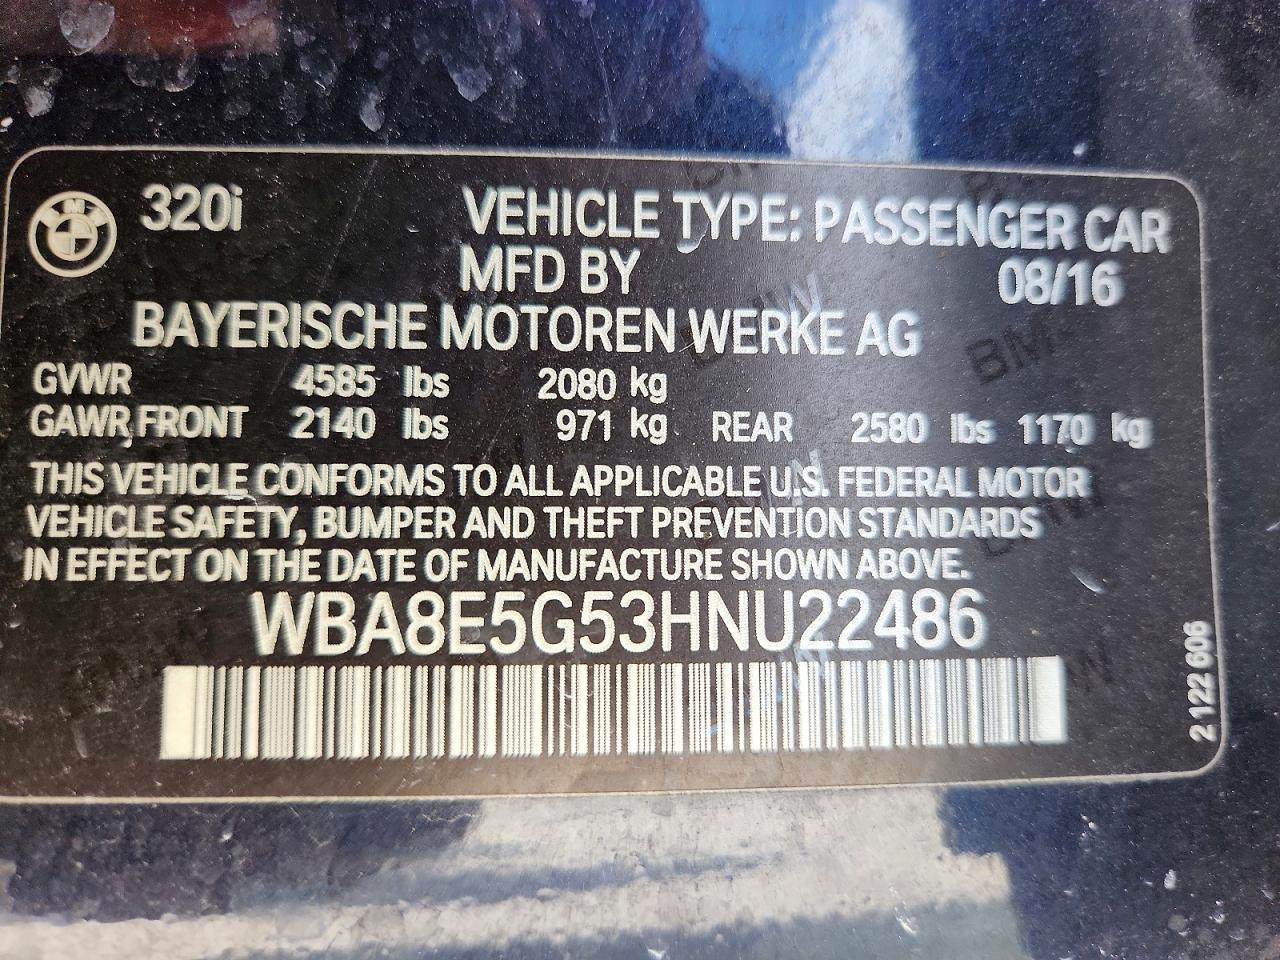 BMW 320i VEHICLE TYPE: PASSENGER CAR
MFD BY 08/16
BAYERISCHE MOTOREN WERKE AG
GVWR 4585 lbs 2080 kg
GAWR,FRONT 2140 lbs 971 kg REAR 2580 lbs 1170 kg
THIS VEHICLE CONFORMS TO ALL APPLICABLE U.S. FEDERAL MOTOR
VEHICLE SAFETY, BUMPER AND THEFT PREVENTION STANDARDS
IN EFFECT ON THE DATE OF MANUFACTURE SHOWN ABOVE.
WBA8E5G53HNU22486
2 122 606